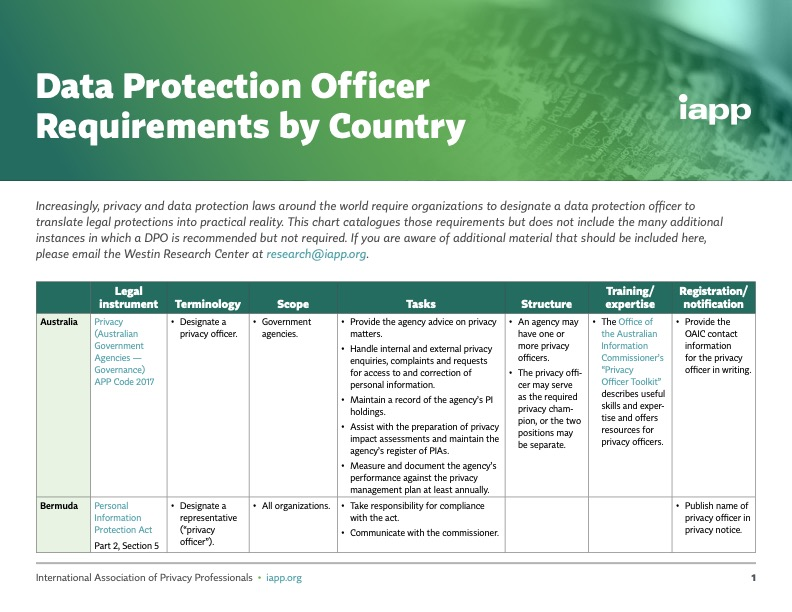 Data Protection Officer
Requirements by Country
iapp
Increasingly, privacy and data protection laws around the world require organizations to designate a data protection officer to
translate legal protections into practical reality. This chart catalogues those requirements but does not include the many additional
instances in which a DPO is recommended but not required. If you are aware of additional material that should be included here,
please email the Westin Research Center at research@iapp.org.
Legal
instrument
Terminology
Scope
Tasks
Structure
Training/
expertise
Registration/
notification
Australia
Privacy
(Australian
Government
Agencies —
Governance)
APP Code 2017
• Designate a
privacy officer.
• Government
agencies.
• Provide the agency advice on privacy
matters.
• Handle internal and external privacy
enquiries, complaints and requests
for access to and correction of
personal information.
• Maintain a record of the agency's PI
holdings.
• Assist with the preparation of privacy
impact assessments and maintain the
agency's register of PIAs.
• Measure and document the agency's
performance against the privacy
management plan at least annually.
• An agency may
have one or
more privacy
officers.
• The privacy offi-
cer may serve
as the required
privacy cham-
pion, or the two
positions may
be separate.
• The Office of
the Australian
Information
Commissioner's
"Privacy
Officer Toolkit"
describes useful
skills and exper-
tise and offers
resources for
privacy officers.
• Provide the
OAIC contact
information
for the privacy
officer in writing.
Bermuda
Personal
Information
Protection Act
Part 2, Section 5
• Designate a
representative
("privacy
officer").
• All organizations.
• Take responsibility for compliance
with the act.
• Communicate with the commissioner.
• Publish name of
privacy officer in
privacy notice.
International Association of Privacy Professionals • iapp.org
1